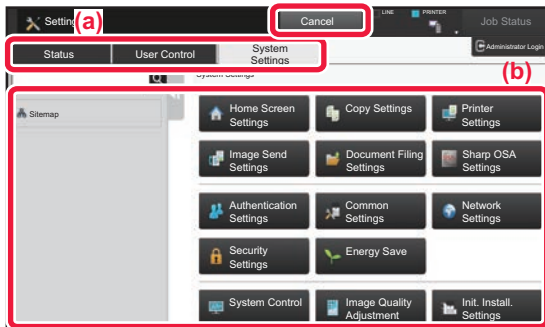 Setting
(a)
Cancel
LINE
PRINTER
Job Status
Status
User Control
System
Settings
Administrator Login
(b)
System Settings
Sitemap
Home Screen
Settings
Copy Settings
Printer
Settings
Image Send
Settings
Document Filing
Settings
Sharp OSA
Settings
Authentication
Settings
Common
Settings
Network
Settings
Security
Settings
Energy Save
System Control
Image Quality
Adjustment
Init. Install.
Settings